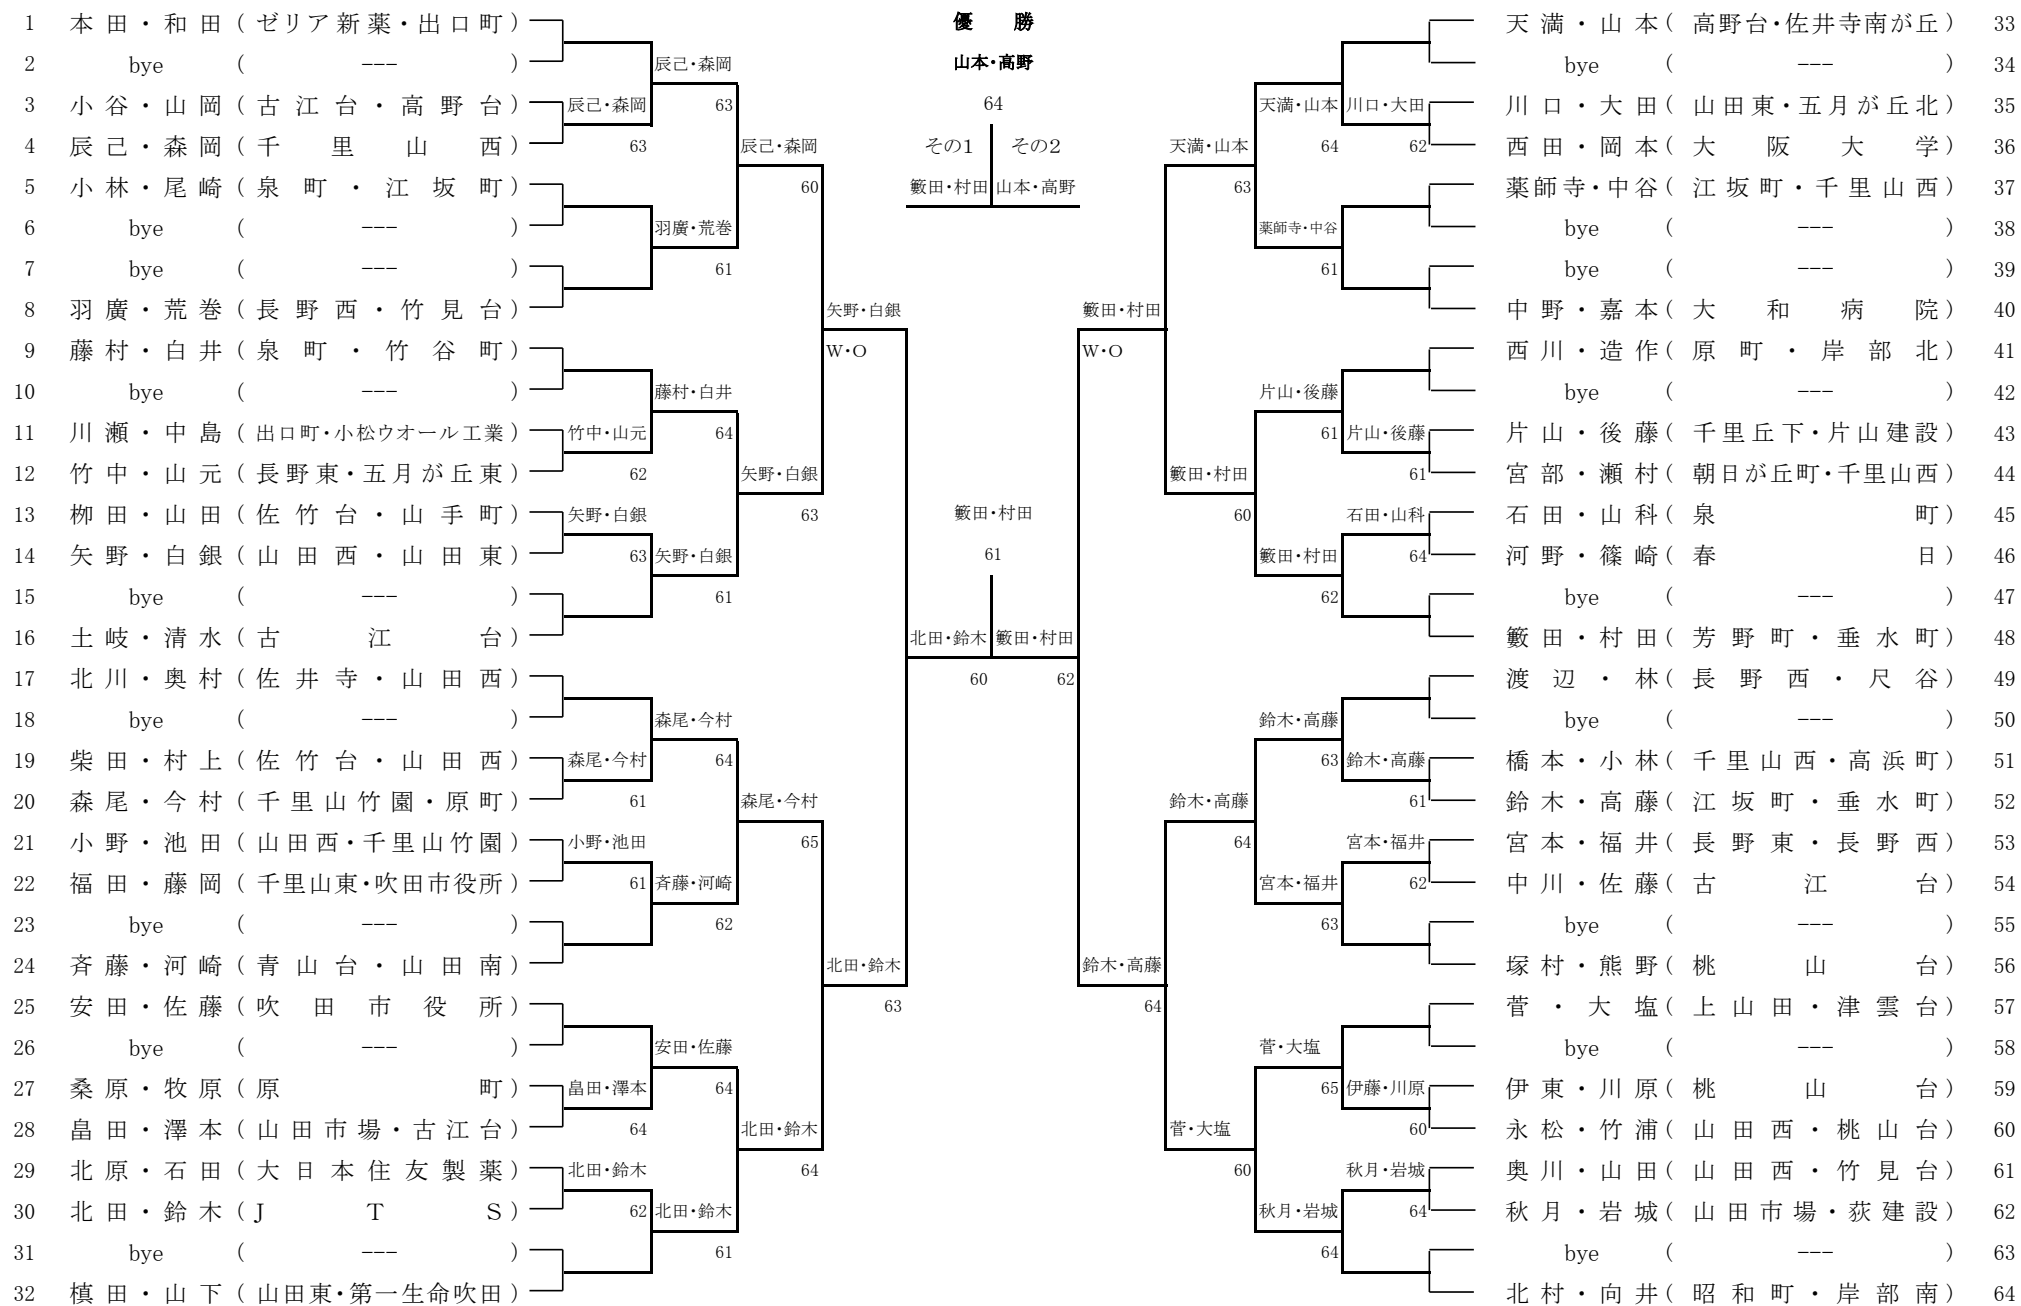 優　勝
山本・高野
64
その1 その2
籔田・村田 山本・高野
1 本田・和田 (ゼリア新薬・出口町)
2 bye ( --- )
3 小谷・山岡 (古江台・高野台)
4 辰己・森岡 (千里山西)
5 小林・尾崎 (泉町・江坂町)
6 bye ( --- )
7 bye ( --- )
8 羽廣・荒巻 (長野西・竹見台)
9 藤村・白井 (泉町・竹谷町)
10 bye ( --- )
11 川瀬・中島 (出口町・小松ウオール工業)
12 竹中・山元 (長野東・五月が丘東)
13 栁田・山田 (佐竹台・山手町)
14 矢野・白銀 (山田西・山田東)
15 bye ( --- )
16 土岐・清水 (古江台)
17 北川・奥村 (佐井寺・山田西)
18 bye ( --- )
19 柴田・村上 (佐竹台・山田西)
20 森尾・今村 (千里山竹園・原町)
21 小野・池田 (山田西・千里山竹園)
22 福田・藤岡 (千里山東・吹田市役所)
23 bye ( --- )
24 斉藤・河崎 (青山台・山田南)
25 安田・佐藤 (吹田市役所)
26 bye ( --- )
27 桑原・牧原 (原町)
28 畠田・澤本 (山田市場・古江台)
29 北原・石田 (大日本住友製薬)
30 北田・鈴木 (JTS)
31 bye ( --- )
32 槙田・山下 (山田東・第一生命吹田)
辰己・森岡
63
竹中・山元
62
矢野・白銀
63
森尾・今村
61
小野・池田
61
畠田・澤本
64
北田・鈴木
62
辰己・森岡
63
羽廣・荒巻
61
藤村・白井
64
矢野・白銀
61
森尾・今村
64
斉藤・河崎
62
安田・佐藤
64
北田・鈴木
61
辰己・森岡
60
矢野・白銀
63
森尾・今村
65
北田・鈴木
64
矢野・白銀
W・O
北田・鈴木
63
籔田・村田
61
北田・鈴木 籔田・村田
60 62
籔田・村田
W・O
鈴木・高藤
64
天満・山本
63
籔田・村田
60
鈴木・高藤
64
菅・大塩
60
天満・山本
64
薬師寺・中谷
61
片山・後藤
61
籔田・村田
62
鈴木・高藤
63
宮本・福井
63
菅・大塩
65
秋月・岩城
64
川口・大田
62
片山・後藤
61
石田・山科
64
鈴木・高藤
61
宮本・福井
62
伊藤・川原
60
秋月・岩城
64
天満・山本 (高野台・佐井寺南が丘) 33
bye ( --- ) 34
川口・大田 (山田東・五月が丘北) 35
西田・岡本 (大阪大学) 36
薬師寺・中谷 (江坂町・千里山西) 37
bye ( --- ) 38
bye ( --- ) 39
中野・嘉本 (大和病院) 40
西川・造作 (原町・岸部北) 41
bye ( --- ) 42
片山・後藤 (千里丘下・片山建設) 43
宮部・瀬村 (朝日が丘町・千里山西) 44
石田・山科 (泉町) 45
河野・篠崎 (春日) 46
bye ( --- ) 47
籔田・村田 (芳野町・垂水町) 48
渡辺・林 (長野西・尺谷) 49
bye ( --- ) 50
橋本・小林 (千里山西・高浜町) 51
鈴木・高藤 (江坂町・垂水町) 52
宮本・福井 (長野東・長野西) 53
中川・佐藤 (古江台) 54
bye ( --- ) 55
塚村・熊野 (桃山台) 56
菅・大塩 (上山田・津雲台) 57
bye ( --- ) 58
伊東・川原 (桃山台) 59
永松・竹浦 (山田西・桃山台) 60
奥川・山田 (山田西・竹見台) 61
秋月・岩城 (山田市場・荻建設) 62
bye ( --- ) 63
北村・向井 (昭和町・岸部南) 64